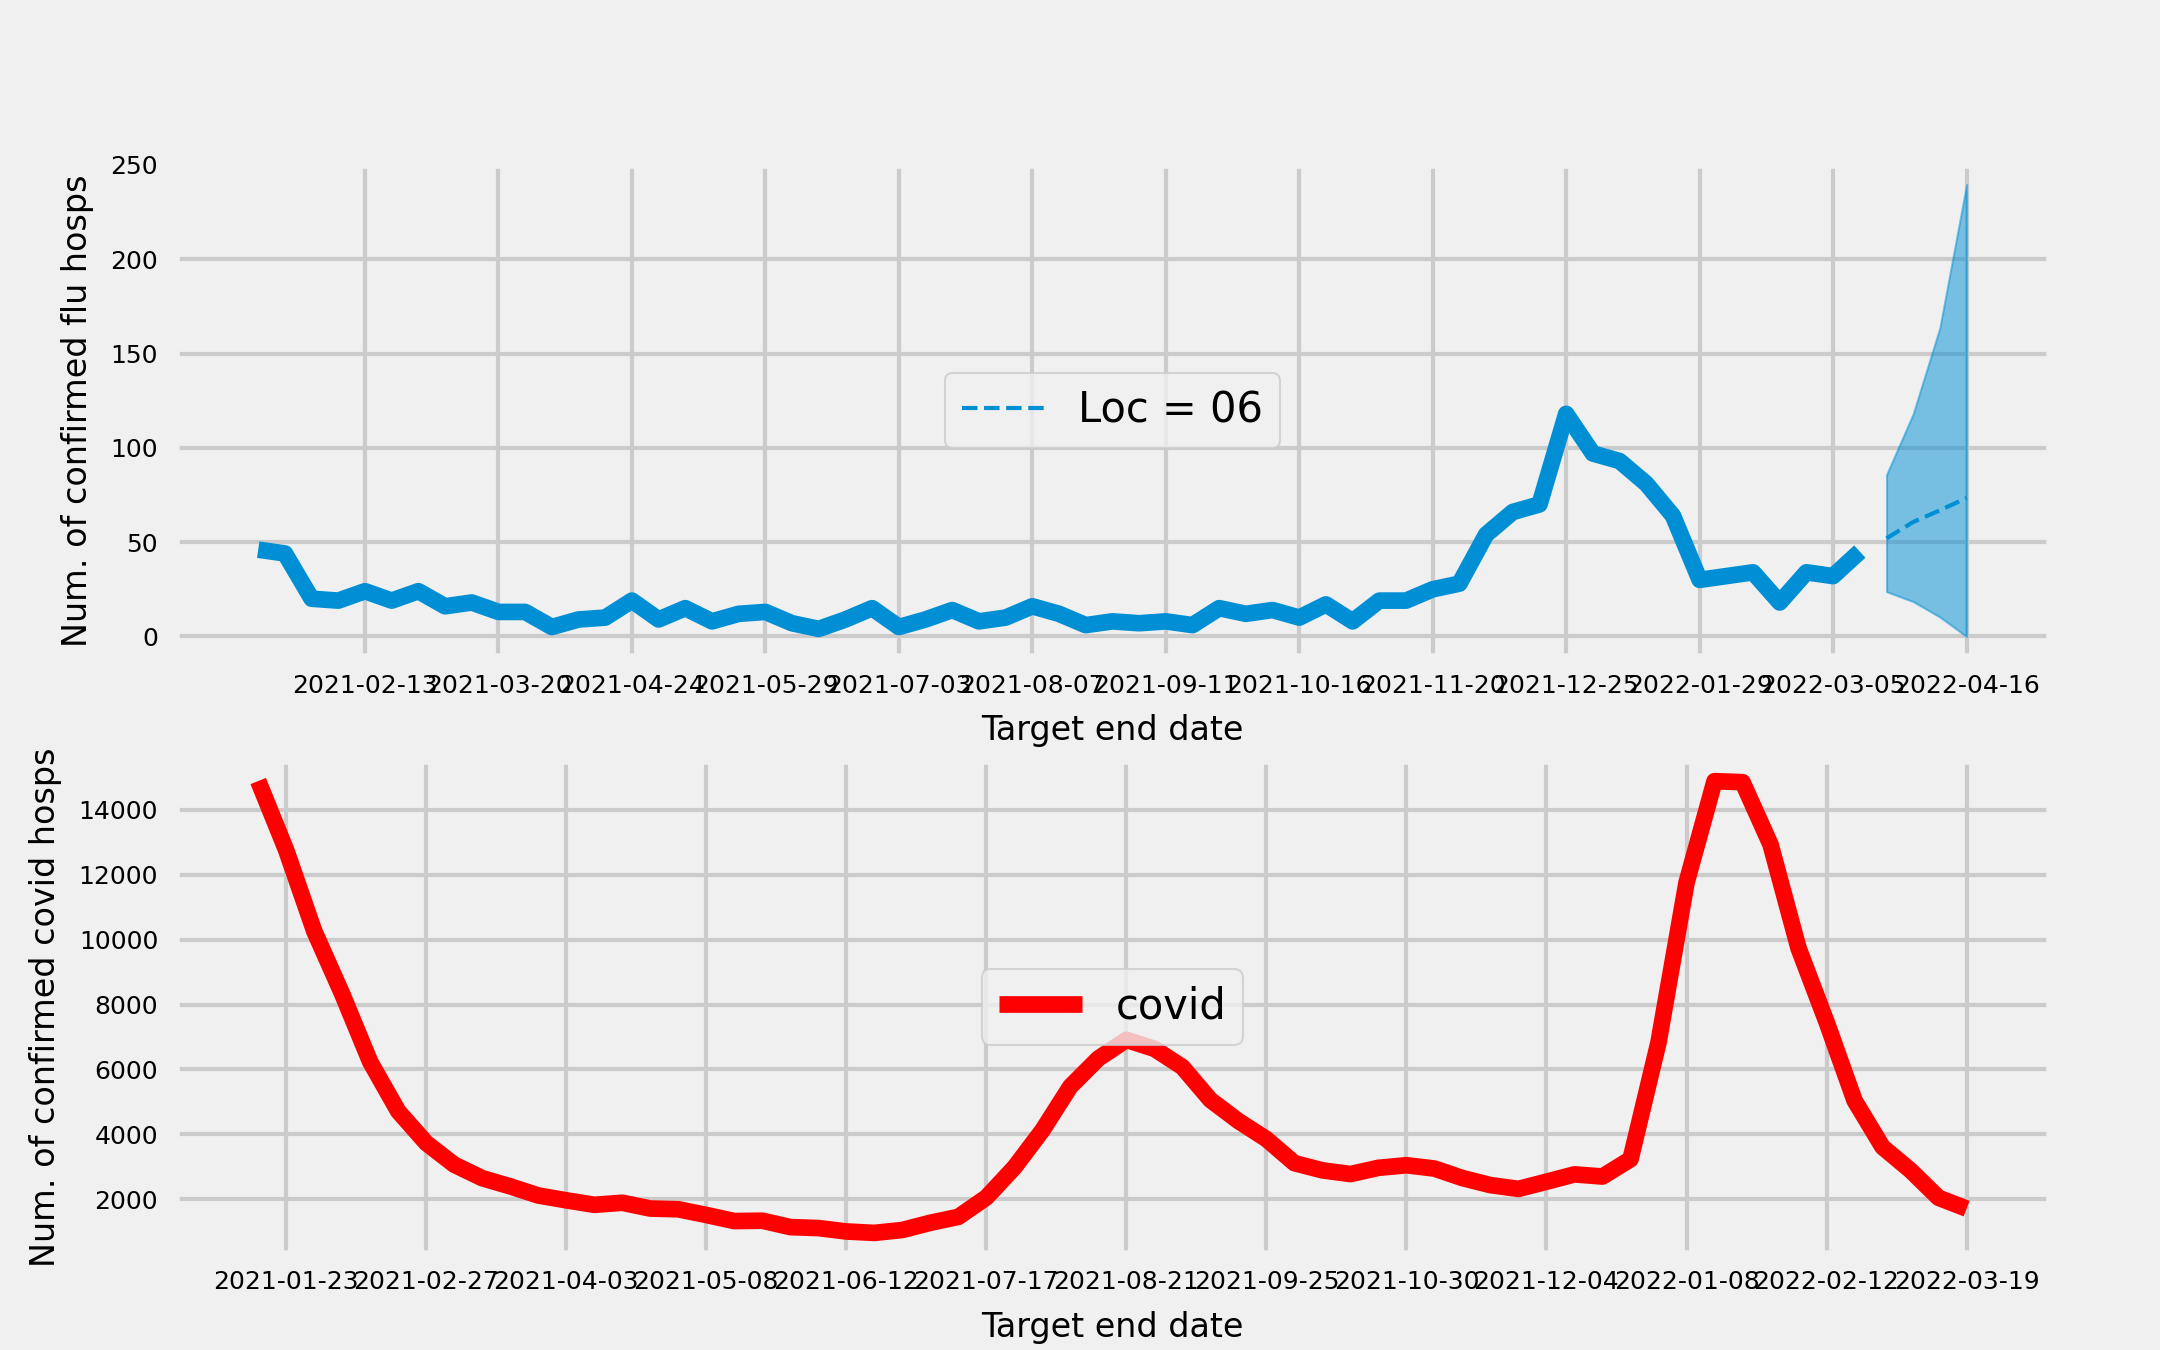 Num. of confirmed flu hosps
250
200
150
100
50
0
Loc = 06
2021-02-13 2021-03-20 2021-04-24 2021-05-29 2021-07-03 2021-08-07 2021-09-11 2021-10-16 2021-11-20 2021-12-25 2022-01-29 2022-03-05 2022-04-16
Target end date
Num. of confirmed covid hosps
14000
12000
10000
8000
6000
4000
2000
covid
2021-01-23 2021-02-27 2021-04-03 2021-05-08 2021-06-12 2021-07-17 2021-08-21 2021-09-25 2021-10-30 2021-12-04 2022-01-08 2022-02-12 2022-03-19
Target end date